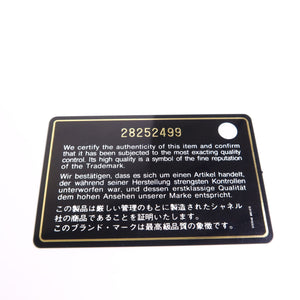 28252499
We certify the authenticity of this item and confirm
that it has been subjected to the most exacting quality
control. Its high quality is a symbol of the fine reputation
of the Trademark.
Wir bestätigen, dass es sich um einen Artikel handelt,
der während seiner Herstellung strengsten Kontrollen
unterworfen war, und dessen erstklassige Qualität
dem hohen Ansehen unserer Marke entspricht.
この製品は厳しい管理のもとに製造されたシャネル
社の商品であることを証明いたします。
このブランド・マークは最高級品の象徴です。